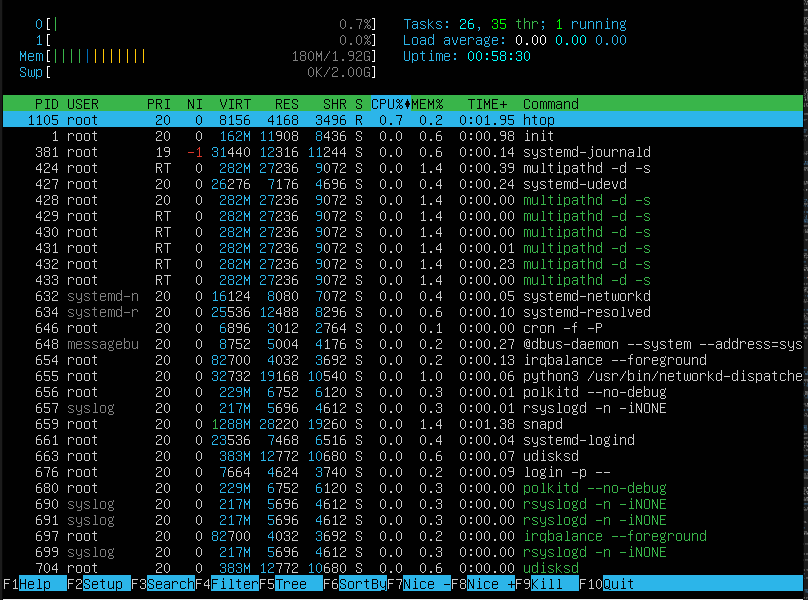 0[| 0.7%] Tasks: 26, 35 thr; 1 running
1[ 0.0%] Load average: 0.00 0.00 0.00
Mem[|||||||||||| 180M/1.92G] Uptime: 00:58:30
Swp[ 0K/2.00G]
PID USER PRI NI VIRT RES SHR S CPU%♦MEM% TIME+ Command
1105 root 20 0 8156 4168 3496 R 0.7 0.2 0:01.95 htop
1 root 20 0 162M 11908 8436 S 0.0 0.6 0:00.98 init
381 root 19 -1 31440 12316 11244 S 0.0 0.6 0:00.14 systemd-journald
424 root RT 0 282M 27236 9072 S 0.0 1.4 0:00.39 multipathd -d -s
427 root 20 0 26276 7176 4696 S 0.0 0.4 0:00.24 systemd-udevd
428 root 20 0 282M 27236 9072 S 0.0 1.4 0:00.00 multipathd -d -s
429 root RT 0 282M 27236 9072 S 0.0 1.4 0:00.00 multipathd -d -s
430 root RT 0 282M 27236 9072 S 0.0 1.4 0:00.00 multipathd -d -s
431 root RT 0 282M 27236 9072 S 0.0 1.4 0:00.01 multipathd -d -s
432 root RT 0 282M 27236 9072 S 0.0 1.4 0:00.23 multipathd -d -s
433 root RT 0 282M 27236 9072 S 0.0 1.4 0:00.00 multipathd -d -s
632 systemd-n 20 0 16124 8080 7072 S 0.0 0.4 0:00.05 systemd-networkd
634 systemd-r 20 0 25536 12488 8296 S 0.0 0.6 0:00.10 systemd-resolved
646 root 20 0 6896 3012 2764 S 0.0 0.1 0:00.00 cron -f -P
648 messagebu 20 0 8752 5004 4176 S 0.0 0.2 0:00.27 @dbus-daemon --system --address=sys
654 root 20 0 82700 4032 3692 S 0.0 0.2 0:00.13 irqbalance --foreground
655 root 20 0 32732 19168 10540 S 0.0 1.0 0:00.06 python3 /usr/bin/networkd-dispatche
656 root 20 0 229M 6752 6120 S 0.0 0.3 0:00.01 polkitd --no-debug
657 syslog 20 0 217M 5696 4612 S 0.0 0.3 0:00.01 rsyslogd -n -iNONE
659 root 20 0 1288M 28220 19260 S 0.0 1.4 0:01.38 snapd
661 root 20 0 23536 7468 6516 S 0.0 0.4 0:00.04 systemd-logind
663 root 20 0 383M 12772 10680 S 0.0 0.6 0:00.07 udisksd
676 root 20 0 7664 4624 3740 S 0.0 0.2 0:00.09 login -p --
680 root 20 0 229M 6752 6120 S 0.0 0.3 0:00.00 polkitd --no-debug
690 syslog 20 0 217M 5696 4612 S 0.0 0.3 0:00.00 rsyslogd -n -iNONE
691 syslog 20 0 217M 5696 4612 S 0.0 0.3 0:00.00 rsyslogd -n -iNONE
697 root 20 0 82700 4032 3692 S 0.0 0.2 0:00.00 irqbalance --foreground
699 syslog 20 0 217M 5696 4612 S 0.0 0.3 0:00.00 rsyslogd -n -iNONE
704 root 20 0 383M 12772 10680 S 0.0 0.6 0:00.00 udisksd
F1Help F2Setup F3SearchF4FilterF5Tree F6SortByF7Nice -F8Nice +F9Kill F10Quit